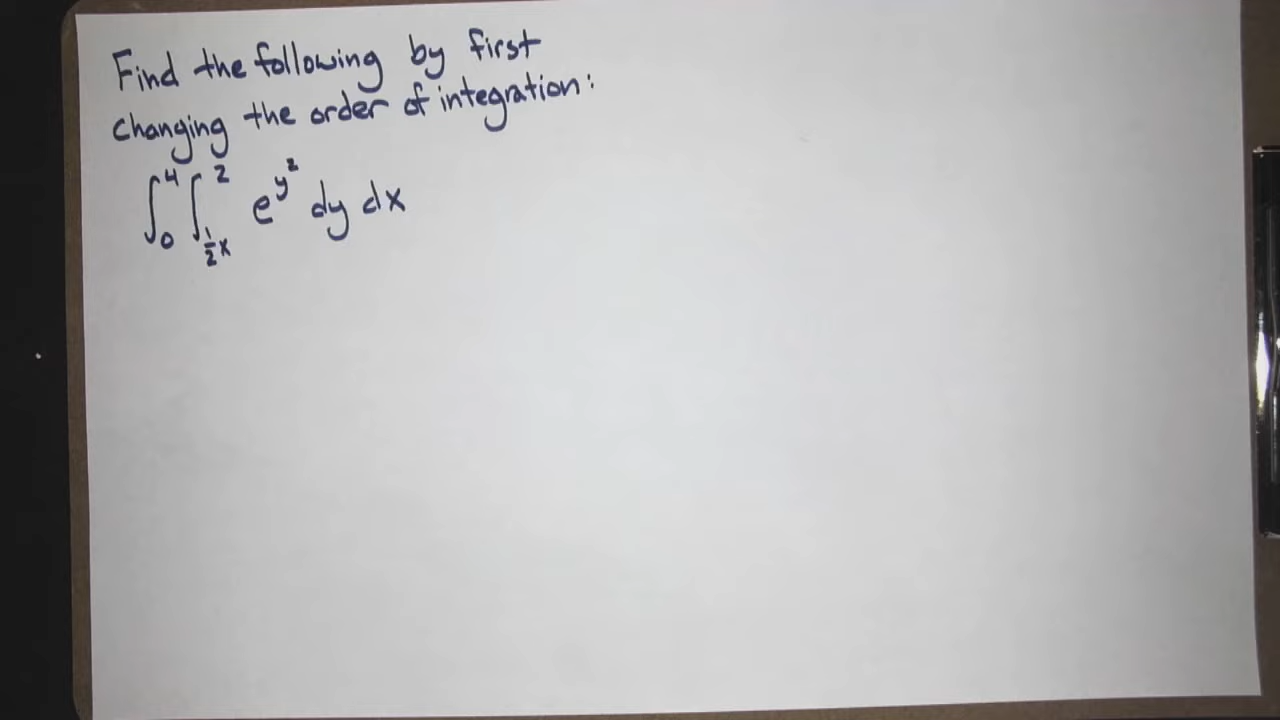 Find the following by first
changing the order of integration:
∫₀⁴ ∫_{½x}^{2} e^{y²} dy dx